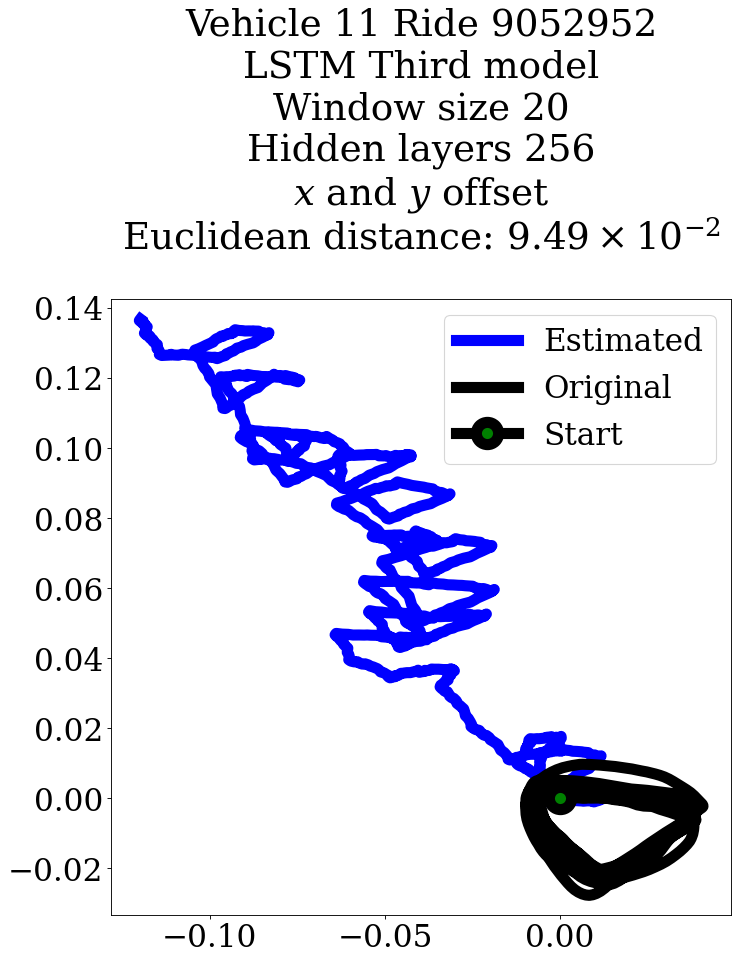 Vehicle 11 Ride 9052952
LSTM Third model
Window size 20
Hidden layers 256
x and y offset
Euclidean distance: 9.49 × 10⁻²
0.14
0.12
0.10
0.08
0.06
0.04
0.02
0.00
−0.02
Estimated
Original
Start
−0.10 −0.05 0.00